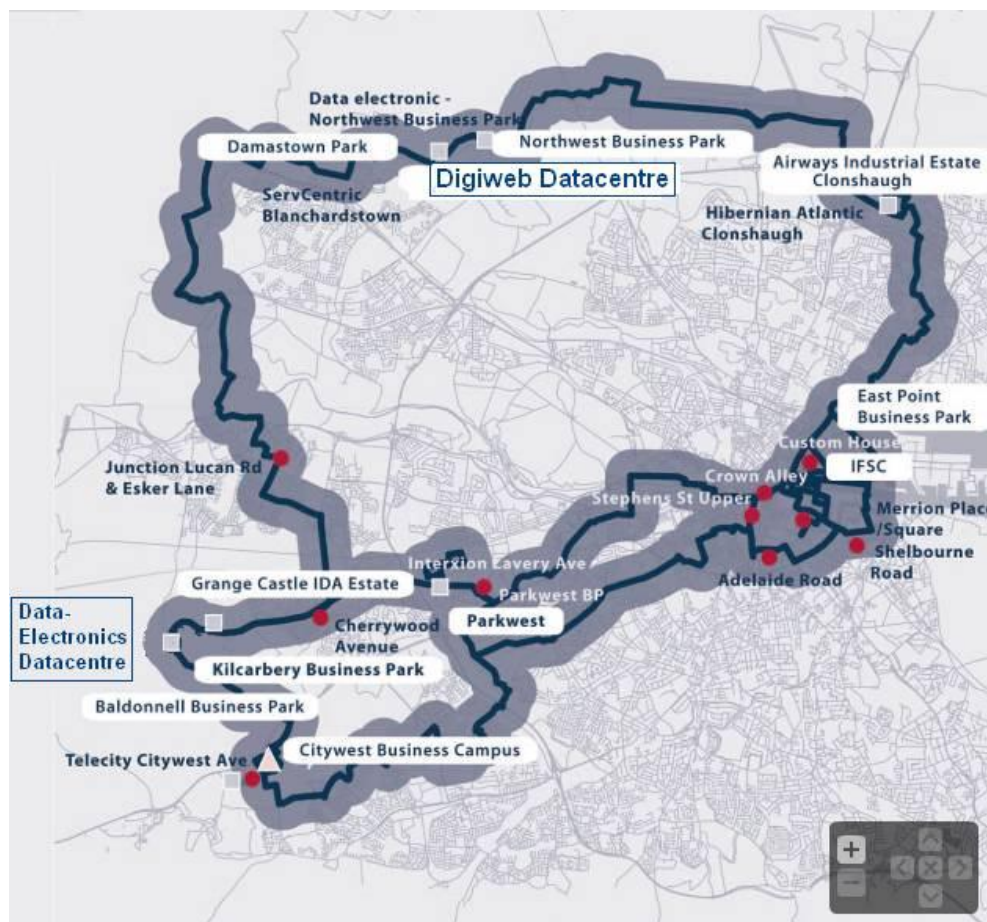 Data electronic -
Northwest Business Park
Northwest Business Park
Damastown Park
Digiweb Datacentre
Airways Industrial Estate
Clonshaugh
ServCentric
Blanchardstown
Hibernian Atlantic
Clonshaugh
East Point
Business Park
Custom House
IFSC
Crown Alley
Junction Lucan Rd
& Esker Lane
Stephens St Upper
Merrion Place
/Square
Shelbourne
Road
Interxion Lavery Ave
Adelaide Road
Grange Castle IDA Estate
Parkwest BP
Data-
Electronics
Datacentre
Cherrywood
Avenue
Parkwest
Kilcarbery Business Park
Baldonnell Business Park
Citywest Business Campus
Telecity Citywest Ave